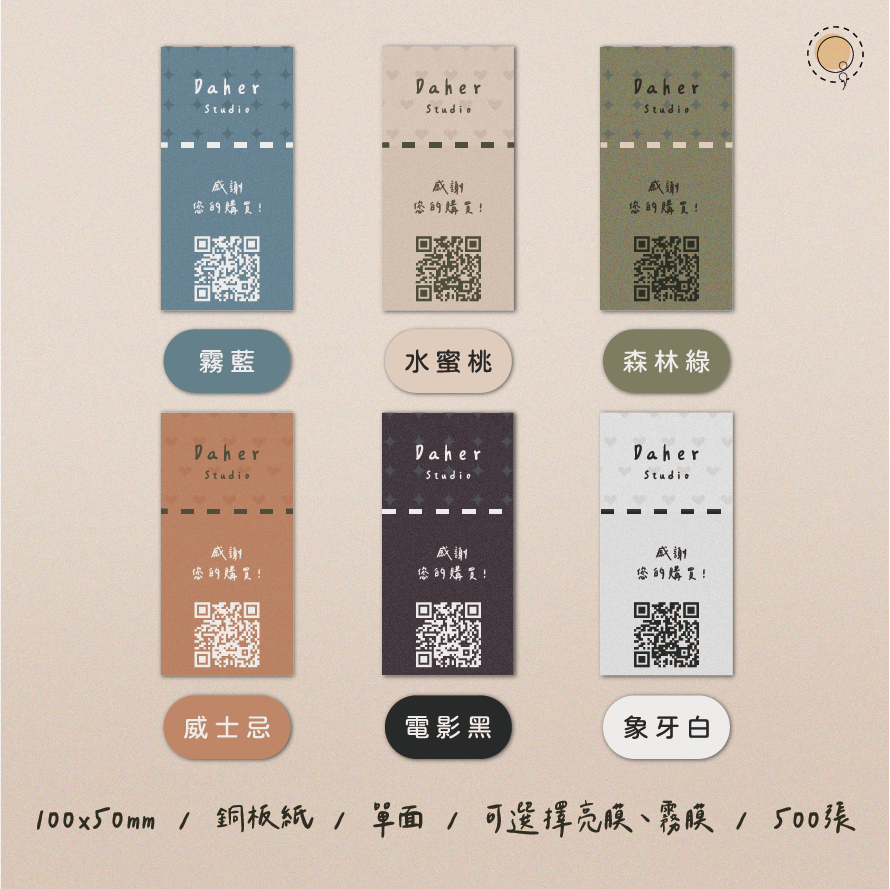 Daher
Studio
感謝
您的購買!
霧藍
Daher
Studio
感謝
您的購買!
水蜜桃
Daher
Studio
感謝
您的購買!
森林綠
Daher
Studio
感謝
您的購買!
威士忌
Daher
Studio
感謝
您的購買!
電影黑
Daher
Studio
感謝
您的購買!
象牙白
100x50mm / 銅板紙 / 單面 / 可選擇亮膜、霧膜 / 500張